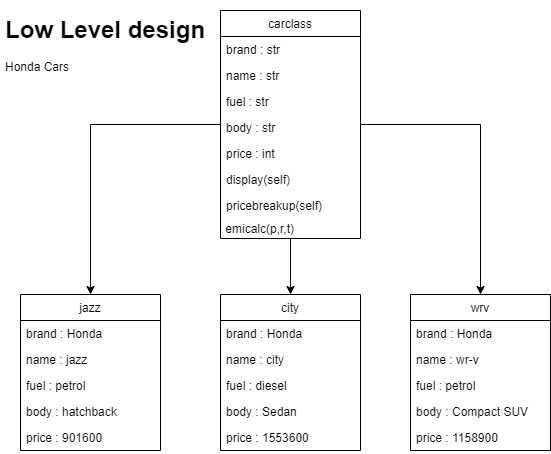 Low Level design
Honda Cars
carclass
brand : str
name : str
fuel : str
body : str
price : int
display(self)
pricebreakup(self)
emicalc(p,r,t)
jazz
brand : Honda
name : jazz
fuel : petrol
body : hatchback
price : 901600
city
brand : Honda
name : city
fuel : diesel
body : Sedan
price : 1553600
wrv
brand : Honda
name : wr-v
fuel : petrol
body : Compact SUV
price : 1158900